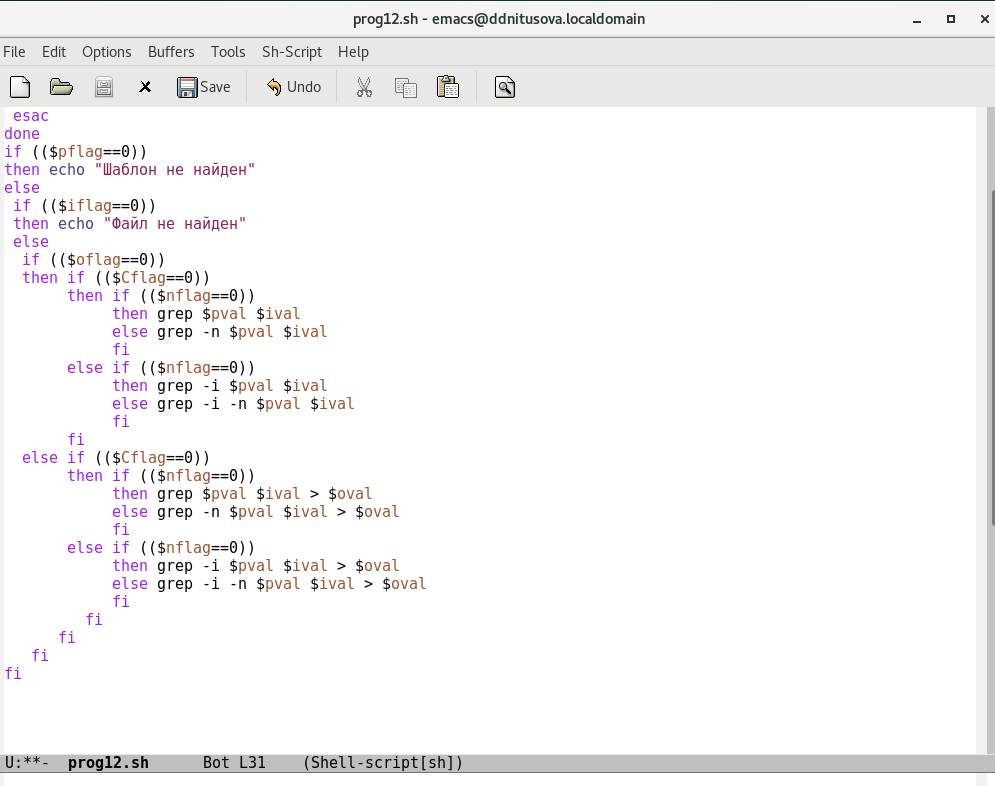 prog12.sh - emacs@ddnitusova.localdomain
File Edit Options Buffers Tools Sh-Script Help
Save Undo
 esac
done
if (($pflag==0))
then echo "Шаблон не найден"
else
 if (($iflag==0))
 then echo "Файл не найден"
 else
  if (($oflag==0))
  then if (($Cflag==0))
       then if (($nflag==0))
            then grep $pval $ival
            else grep -n $pval $ival
            fi
       else if (($nflag==0))
            then grep -i $pval $ival
            else grep -i -n $pval $ival
            fi
       fi
  else if (($Cflag==0))
       then if (($nflag==0))
            then grep $pval $ival > $oval
            else grep -n $pval $ival > $oval
            fi
       else if (($nflag==0))
            then grep -i $pval $ival > $oval
            else grep -i -n $pval $ival > $oval
            fi
         fi
      fi
   fi
fi
U:**-  prog12.sh      Bot L31    (Shell-script[sh])